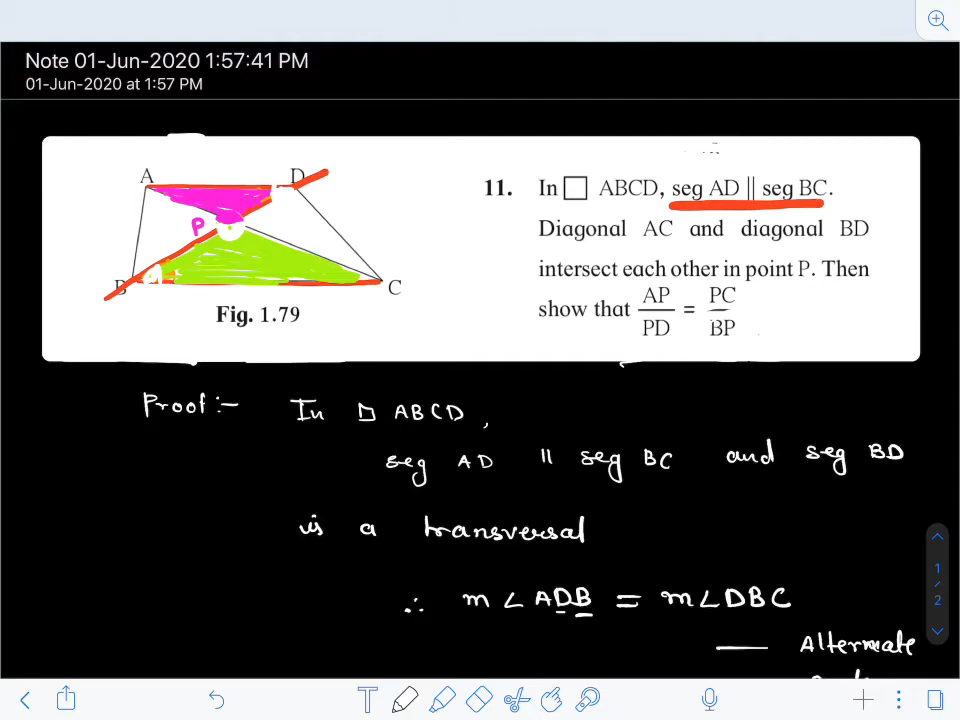 Note 01-Jun-2020 1:57:41 PM
01-Jun-2020 at 1:57 PM
A
D
P
B
C
Fig. 1.79
11. In □ ABCD, seg AD || seg BC.
Diagonal AC and diagonal BD
intersect each other in point P. Then
show that AP/PD = PC/BP
Proof :- In □ ABCD,
seg AD || seg BC and seg BD
is a transversal
∴ m ∠ ADB = m ∠ DBC
— Alternate
1
/
2
T